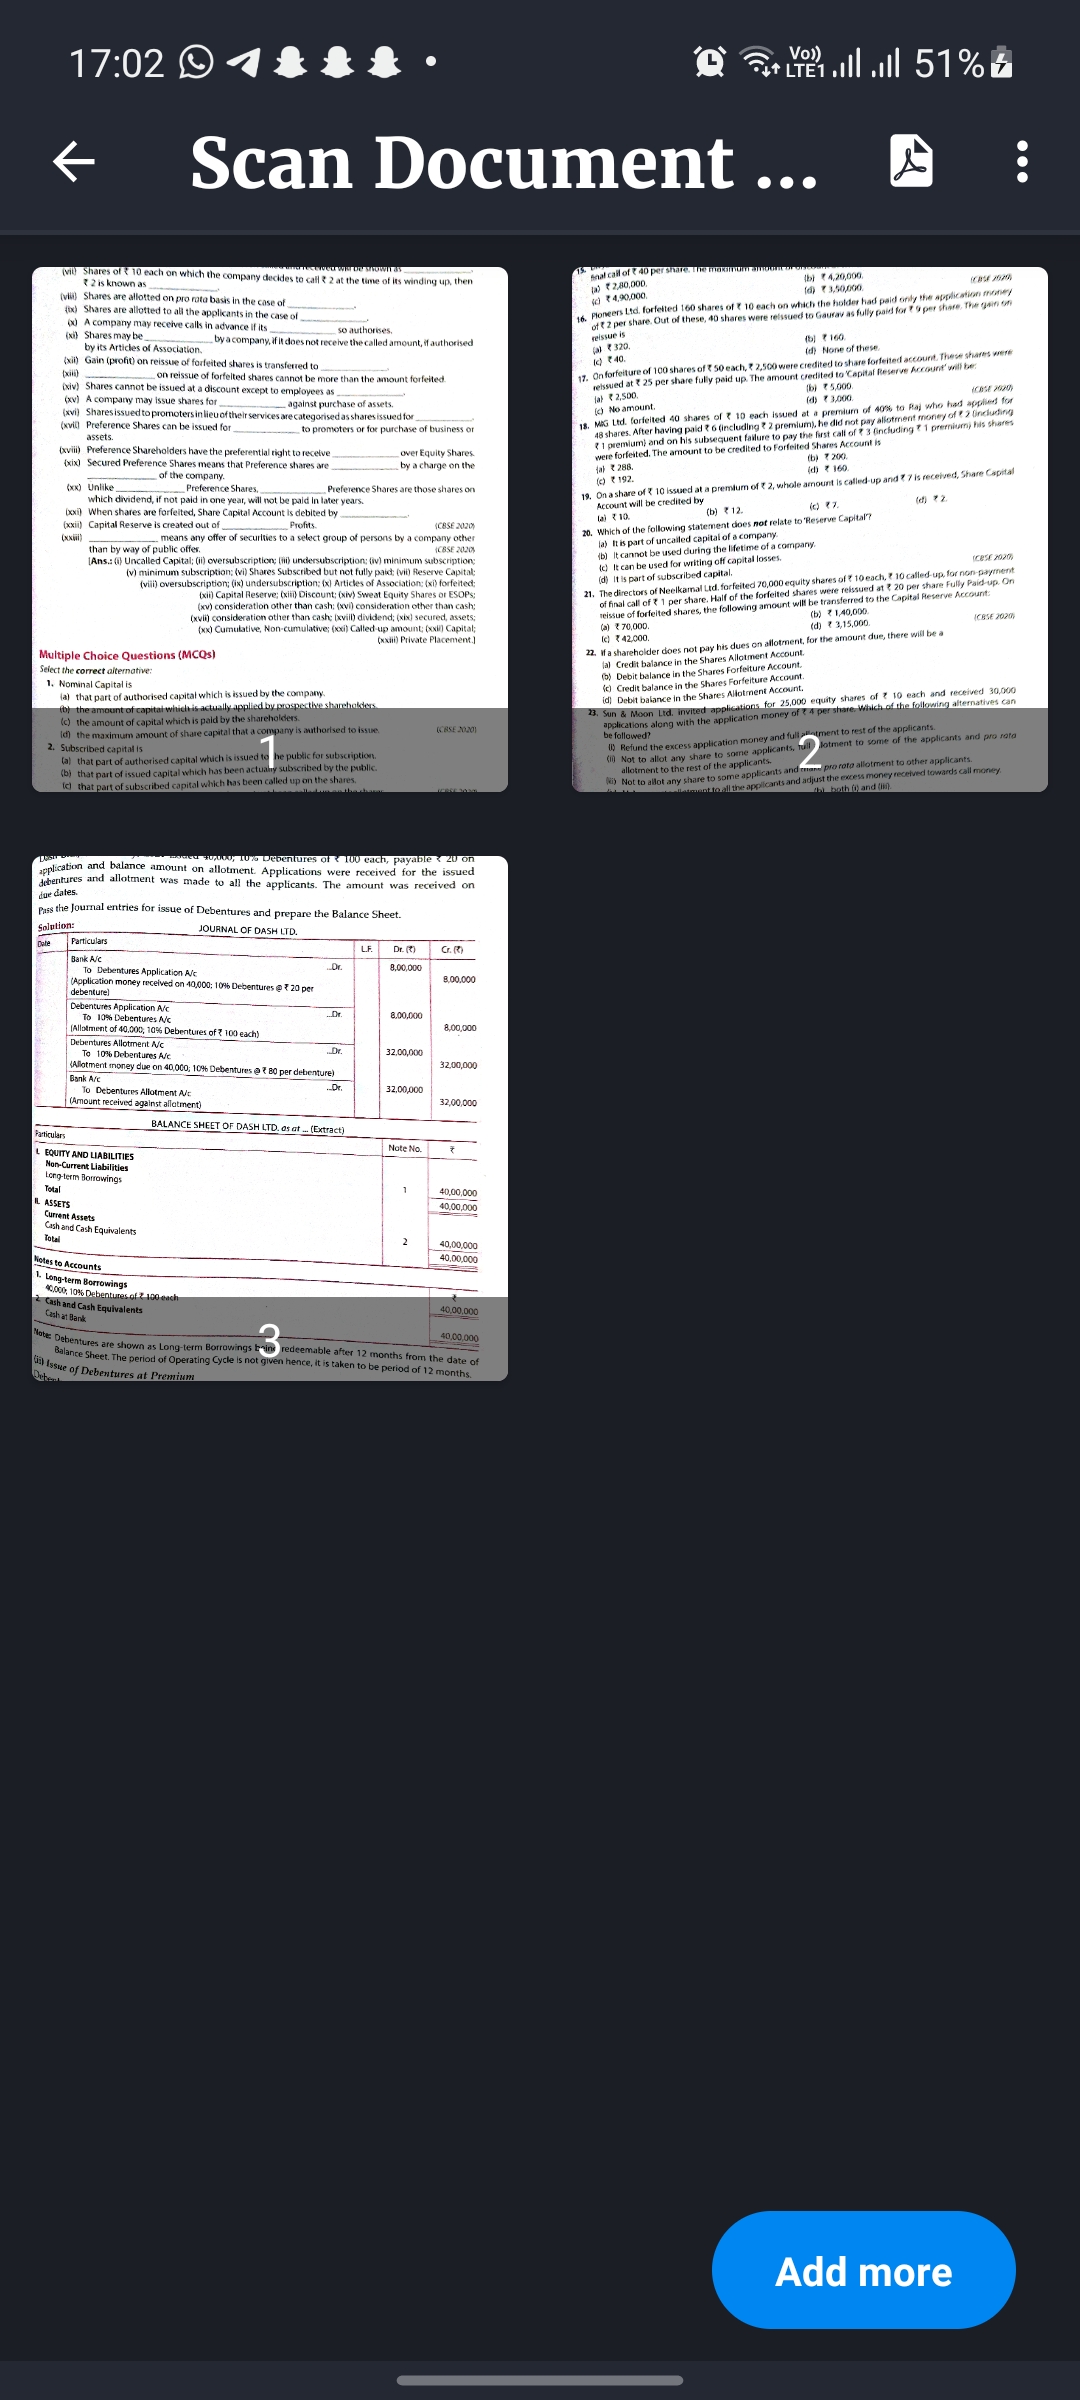 17:02
Vo)) LTE1 51%
Scan Document ...
(vii) Shares of ₹ 10 each on which the company decides to call ₹ 2 at the time of its winding up, then
₹ 2 is known as
(viii) Shares are allotted on pro rata basis in the case of
(ix) Shares are allotted to all the applicants in the case of
(x) A company may receive calls in advance if its so authorises.
(xi) Shares may be by a company, if it does not receive the called amount, if authorised
by its Articles of Association.
(xii) Gain (profit) on reissue of forfeited shares is transferred to
(xiii) on reissue of forfeited shares cannot be more than the amount forfeited.
(xiv) Shares cannot be issued at a discount except to employees as
(xv) A company may issue shares for against purchase of assets.
(xvi) Shares issued to promoters in lieu of their services are categorised as shares issued for
(xvii) Preference Shares can be issued for to promoters or for purchase of business or
assets.
(xviii) Preference Shareholders have the preferential right to receive over Equity Shares.
(xix) Secured Preference Shares means that Preference shares are by a charge on the
of the company.
(xx) Unlike Preference Shares, Preference Shares are those shares on
which dividend, if not paid in one year, will not be paid in later years.
(xxi) When shares are forfeited, Share Capital Account is debited by
(xxii) Capital Reserve is created out of Profits. (CBSE 2020)
(xxiii) means any offer of securities to a select group of persons by a company other
than by way of public offer. (CBSE 2020)
[Ans.: (i) Uncalled Capital; (ii) oversubscription; (iii) undersubscription; (iv) minimum subscription;
(v) minimum subscription; (vi) Shares Subscribed but not fully paid; (vii) Reserve Capital;
(viii) oversubscription; (ix) undersubscription; (x) Articles of Association; (xi) forfeited;
(xii) Capital Reserve; (xiii) Discount; (xiv) Sweat Equity Shares or ESOPs;
(xv) consideration other than cash; (xvi) consideration other than cash;
(xvii) consideration other than cash; (xviii) dividend; (xix) secured, assets;
(xx) Cumulative, Non-cumulative; (xxi) Called-up amount; (xxii) Capital;
(xxiii) Private Placement.]
Multiple Choice Questions (MCQs)
Select the correct alternative:
1. Nominal Capital is
(a) that part of authorised capital which is issued by the company.
(b) the amount of capital which is actually applied by prospective shareholders.
(c) the amount of capital which is paid by the shareholders.
(d) the maximum amount of share capital that a company is authorised to issue. (CBSE 2020)
2. Subscribed capital is
(a) that part of authorised capital which is issued to the public for subscription.
(b) that part of issued capital which has been actually subscribed by the public.
(c) that part of subscribed capital which has been called up on the shares.
1
15.
final call of ₹ 40 per share. The maximum amount
(a) ₹ 2,80,000. (b) ₹ 4,20,000.
(c) ₹ 4,90,000. (d) ₹ 3,50,000. (CBSE 2020)
16. Pioneers Ltd. forfeited 160 shares of ₹ 10 each on which the holder had paid only the application money
of ₹ 2 per share. Out of these, 40 shares were reissued to Gaurav as fully paid for ₹ 9 per share. The gain on
reissue is
(a) ₹ 320. (b) ₹ 160.
(c) ₹ 40. (d) None of these.
17. On forfeiture of 100 shares of ₹ 50 each, ₹ 2,500 were credited to share forfeited account. These shares were
reissued at ₹ 25 per share fully paid up. The amount credited to 'Capital Reserve Account' will be:
(a) ₹ 2,500. (b) ₹ 5,000.
(c) No amount. (d) ₹ 3,000. (CBSE 2020)
18. MIG Ltd. forfeited 40 shares of ₹ 10 each issued at a premium of 40% to Raj who had applied for
48 shares. After having paid ₹ 6 (including ₹ 2 premium), he did not pay allotment money of ₹ 2 (including
₹ 1 premium) and on his subsequent failure to pay the first call of ₹ 3 (including ₹ 1 premium) his shares
were forfeited. The amount to be credited to Forfeited Shares Account is
(a) ₹ 288. (b) ₹ 200.
(c) ₹ 192. (d) ₹ 160.
19. On a share of ₹ 10 issued at a premium of ₹ 2, whole amount is called-up and ₹ 7 is received, Share Capital
Account will be credited by
(a) ₹ 10. (b) ₹ 12. (c) ₹ 7. (d) ₹ 2.
20. Which of the following statement does not relate to 'Reserve Capital'?
(a) It is part of uncalled capital of a company.
(b) It cannot be used during the lifetime of a company.
(c) It can be used for writing off capital losses.
(d) It is part of subscribed capital. (CBSE 2020)
21. The directors of Neelkamal Ltd. forfeited 70,000 equity shares of ₹ 10 each, ₹ 10 called-up, for non-payment
of final call of ₹ 1 per share. Half of the forfeited shares were reissued at ₹ 20 per share Fully Paid-up. On
reissue of forfeited shares, the following amount will be transferred to the Capital Reserve Account:
(a) ₹ 70,000. (b) ₹ 1,40,000.
(c) ₹ 42,000. (d) ₹ 3,15,000. (CBSE 2020)
22. If a shareholder does not pay his dues on allotment, for the amount due, there will be a
(a) Credit balance in the Shares Allotment Account.
(b) Debit balance in the Shares Forfeiture Account.
(c) Credit balance in the Shares Forfeiture Account.
(d) Debit balance in the Shares Allotment Account.
23. Sun & Moon Ltd. invited applications for 25,000 equity shares of ₹ 10 each and received 30,000
applications along with the application money of ₹ 4 per share. Which of the following alternatives can
be followed?
(i) Refund the excess application money and full allotment to rest of the applicants.
(ii) Not to allot any share to some applicants, full allotment to some of the applicants and pro rata
allotment to the rest of the applicants.
(iii) Not to allot any share to some applicants and make pro rata allotment to other applicants.
to all the applicants and adjust the excess money received towards call money.
(b) both (i) and (iii).
2
40,000; 10% Debentures of ₹ 100 each, payable ₹ 20 on
application and balance amount on allotment. Applications were received for the issued
debentures and allotment was made to all the applicants. The amount was received on
due dates.
Pass the Journal entries for issue of Debentures and prepare the Balance Sheet.
Solution:
JOURNAL OF DASH LTD.
Date Particulars L.F. Dr. (₹) Cr. (₹)
Bank A/c ...Dr. 8,00,000
To Debentures Application A/c 8,00,000
(Application money received on 40,000; 10% Debentures @ ₹ 20 per
debenture)
Debentures Application A/c ...Dr. 8,00,000
To 10% Debentures A/c 8,00,000
(Allotment of 40,000; 10% Debentures of ₹ 100 each)
Debentures Allotment A/c ...Dr. 32,00,000
To 10% Debentures A/c 32,00,000
(Allotment money due on 40,000; 10% Debentures @ ₹ 80 per debenture)
Bank A/c ...Dr. 32,00,000
To Debentures Allotment A/c 32,00,000
(Amount received against allotment)
BALANCE SHEET OF DASH LTD. as at ... (Extract)
Particulars Note No. ₹
I. EQUITY AND LIABILITIES
Non-Current Liabilities
Long-term Borrowings 1 40,00,000
Total 40,00,000
II. ASSETS
Current Assets
Cash and Cash Equivalents 2 40,00,000
Total 40,00,000
Notes to Accounts
1. Long-term Borrowings ₹
40,000; 10% Debentures of ₹ 100 each 40,00,000
2. Cash and Cash Equivalents
Cash at Bank 40,00,000
Note: Debentures are shown as Long-term Borrowings being redeemable after 12 months from the date of
Balance Sheet. The period of Operating Cycle is not given hence, it is taken to be period of 12 months.
(ii) Issue of Debentures at Premium
3
Add more